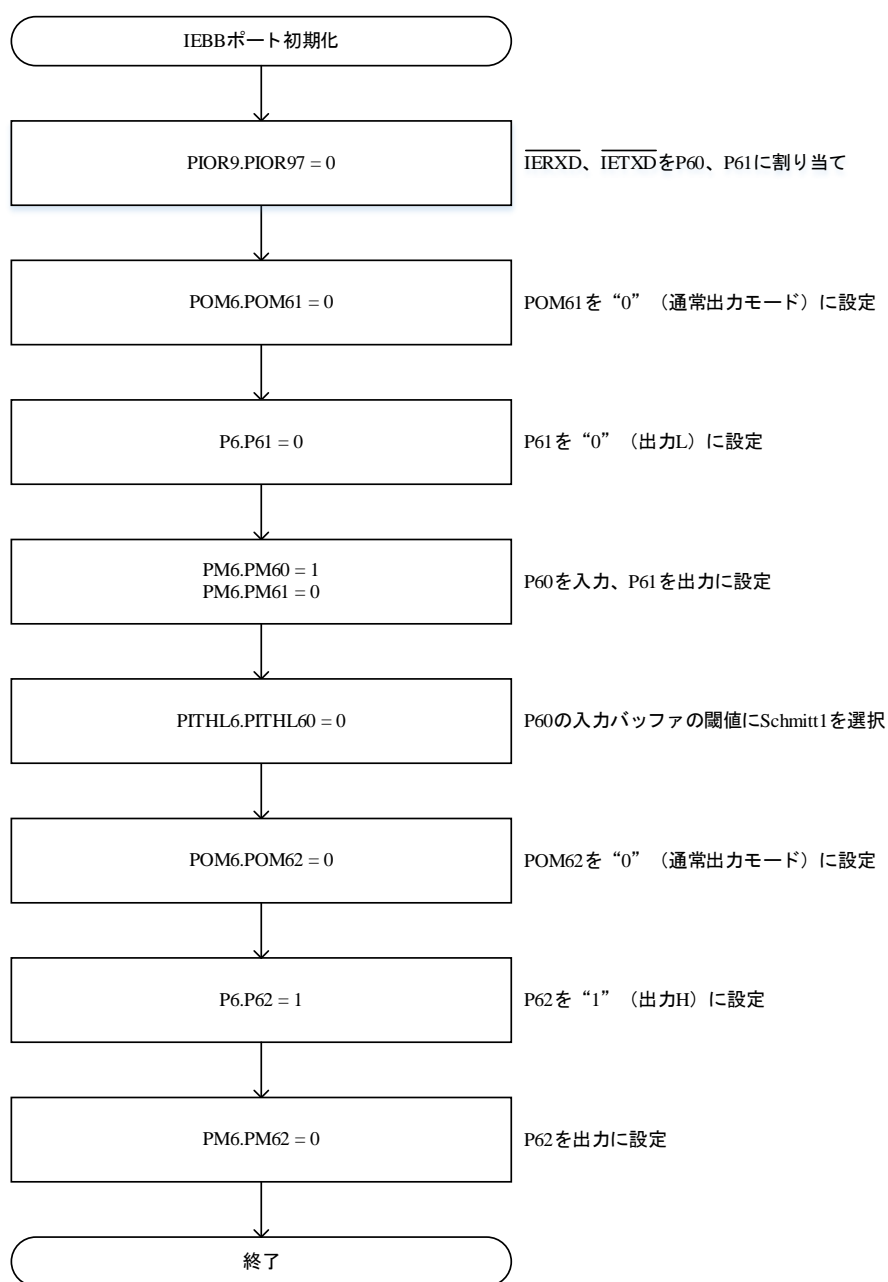 IEBBポート初期化
PIOR9.PIOR97 = 0
IERXD、IETXDをP60、P61に割り当て
POM6.POM61 = 0
POM61を“0”（通常出力モード）に設定
P6.P61 = 0
P61を“0”（出力L）に設定
PM6.PM60 = 1
PM6.PM61 = 0
P60を入力、P61を出力に設定
PITHL6.PITHL60 = 0
P60の入力バッファの閾値にSchmitt1を選択
POM6.POM62 = 0
POM62を“0”（通常出力モード）に設定
P6.P62 = 1
P62を“1”（出力H）に設定
PM6.PM62 = 0
P62を出力に設定
終了